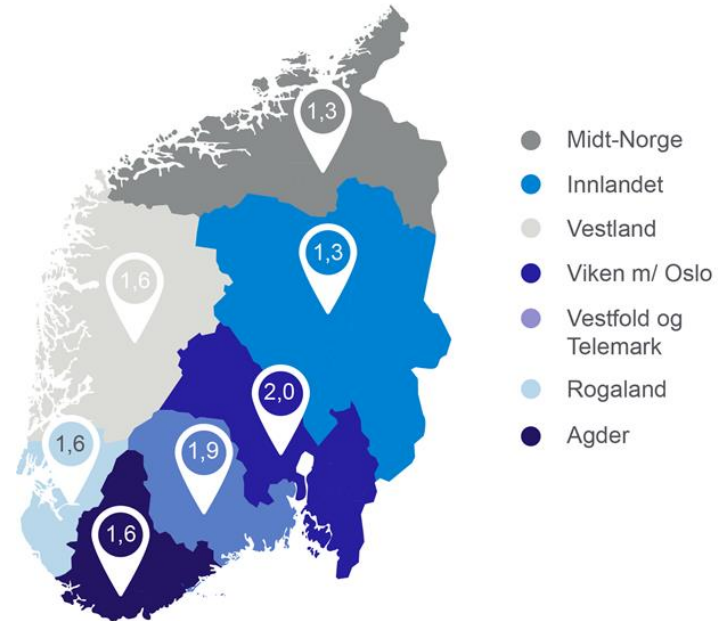 1,3
1,3
1,6
2,0
1,6
1,9
1,6
Midt-Norge
Innlandet
Vestland
Viken m/ Oslo
Vestfold og
Telemark
Rogaland
Agder